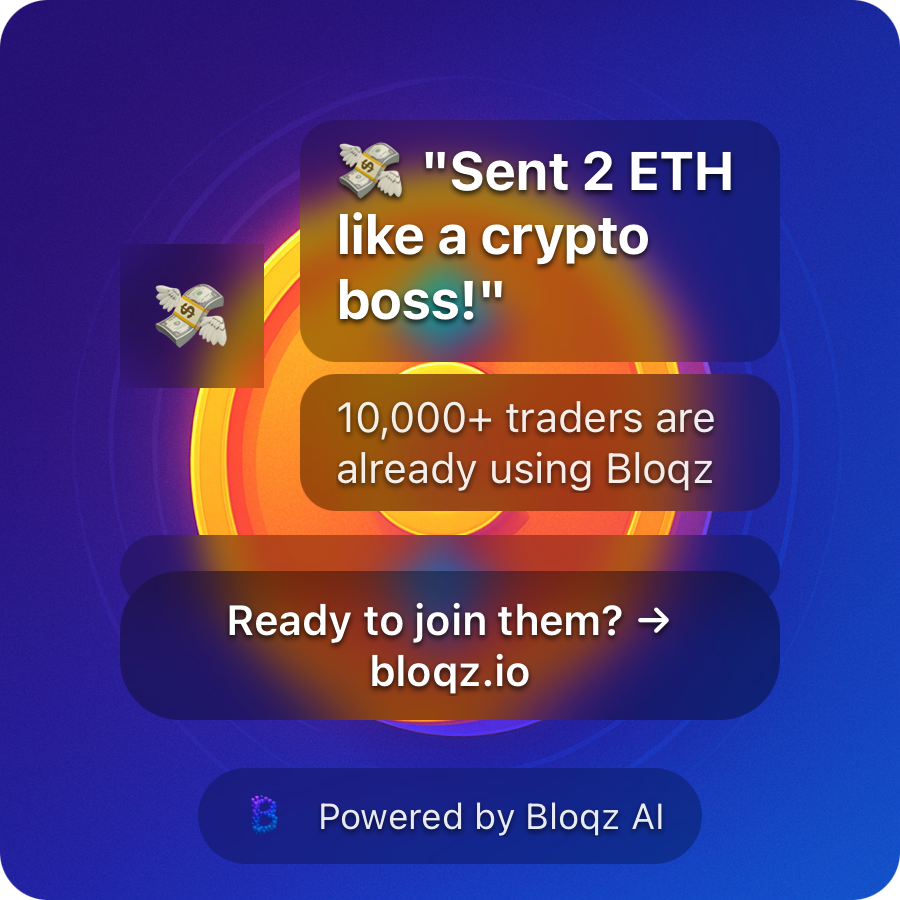 💸 "Sent 2 ETH
like a crypto
boss!"
10,000+ traders are
already using Bloqz
Ready to join them? →
bloqz.io
Powered by Bloqz AI